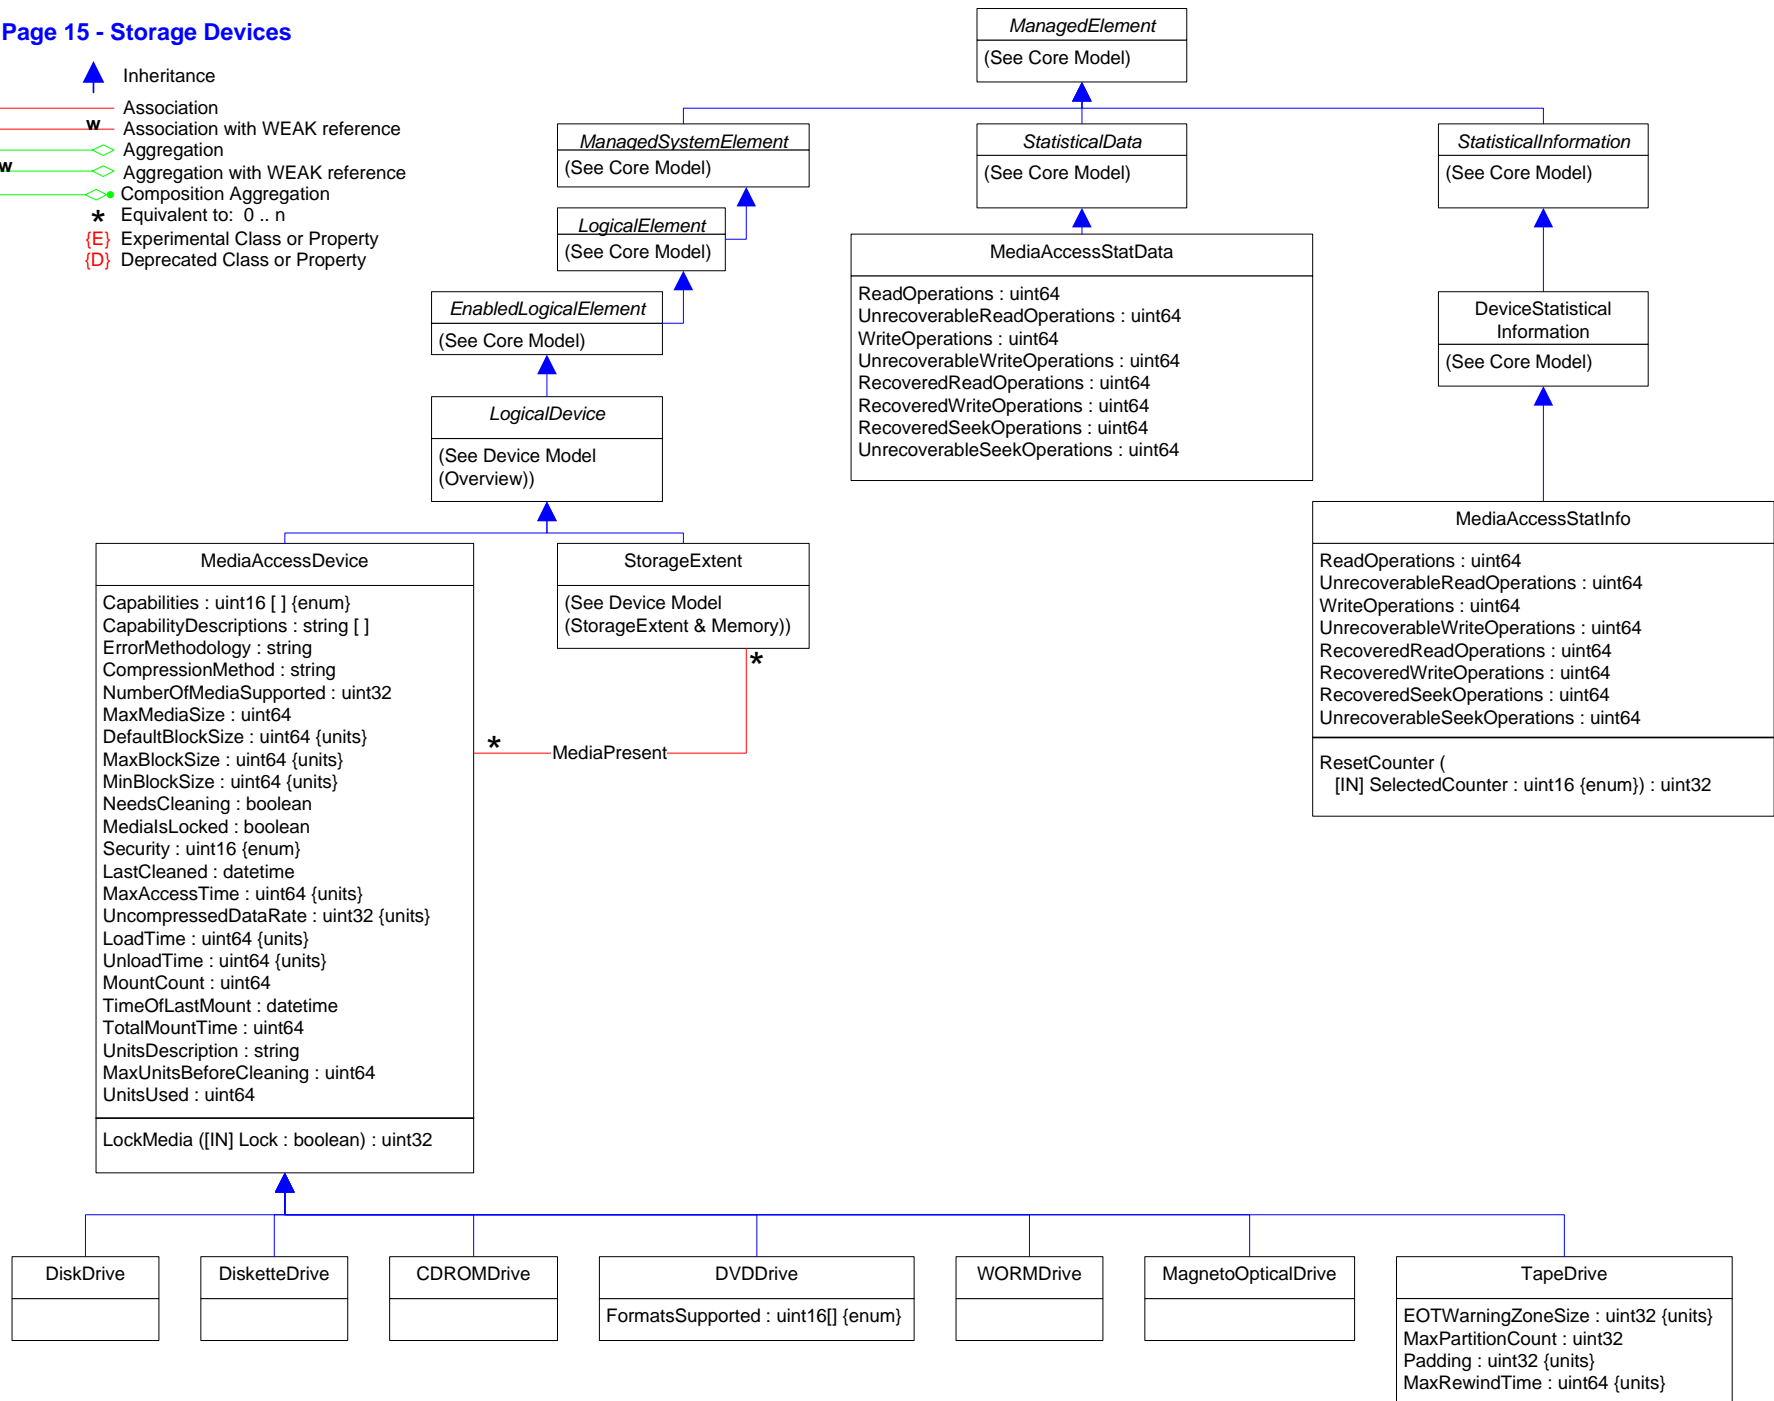 Page 15 - Storage Devices
Inheritance
Association
w Association with WEAK reference
Aggregation
w Aggregation with WEAK reference
Composition Aggregation
* Equivalent to: 0 .. n
{E} Experimental Class or Property
{D} Deprecated Class or Property
ManagedElement
(See Core Model)
ManagedSystemElement
(See Core Model)
StatisticalData
(See Core Model)
StatisticalInformation
(See Core Model)
LogicalElement
(See Core Model)
EnabledLogicalElement
(See Core Model)
LogicalDevice
(See Device Model
(Overview))
MediaAccessStatData
ReadOperations : uint64
UnrecoverableReadOperations : uint64
WriteOperations : uint64
UnrecoverableWriteOperations : uint64
RecoveredReadOperations : uint64
RecoveredWriteOperations : uint64
RecoveredSeekOperations : uint64
UnrecoverableSeekOperations : uint64
DeviceStatistical
Information
(See Core Model)
MediaAccessStatInfo
ReadOperations : uint64
UnrecoverableReadOperations : uint64
WriteOperations : uint64
UnrecoverableWriteOperations : uint64
RecoveredReadOperations : uint64
RecoveredWriteOperations : uint64
RecoveredSeekOperations : uint64
UnrecoverableSeekOperations : uint64
ResetCounter (
[IN] SelectedCounter : uint16 {enum}) : uint32
MediaAccessDevice
Capabilities : uint16 [ ] {enum}
CapabilityDescriptions : string [ ]
ErrorMethodology : string
CompressionMethod : string
NumberOfMediaSupported : uint32
MaxMediaSize : uint64
DefaultBlockSize : uint64 {units}
MaxBlockSize : uint64 {units}
MinBlockSize : uint64 {units}
NeedsCleaning : boolean
MediaIsLocked : boolean
Security : uint16 {enum}
LastCleaned : datetime
MaxAccessTime : uint64 {units}
UncompressedDataRate : uint32 {units}
LoadTime : uint64 {units}
UnloadTime : uint64 {units}
MountCount : uint64
TimeOfLastMount : datetime
TotalMountTime : uint64
UnitsDescription : string
MaxUnitsBeforeCleaning : uint64
UnitsUsed : uint64
LockMedia ([IN] Lock : boolean) : uint32
StorageExtent
(See Device Model
(StorageExtent & Memory))
*
* MediaPresent
DiskDrive
DisketteDrive
CDROMDrive
DVDDrive
FormatsSupported : uint16[] {enum}
WORMDrive
MagnetoOpticalDrive
TapeDrive
EOTWarningZoneSize : uint32 {units}
MaxPartitionCount : uint32
Padding : uint32 {units}
MaxRewindTime : uint64 {units}